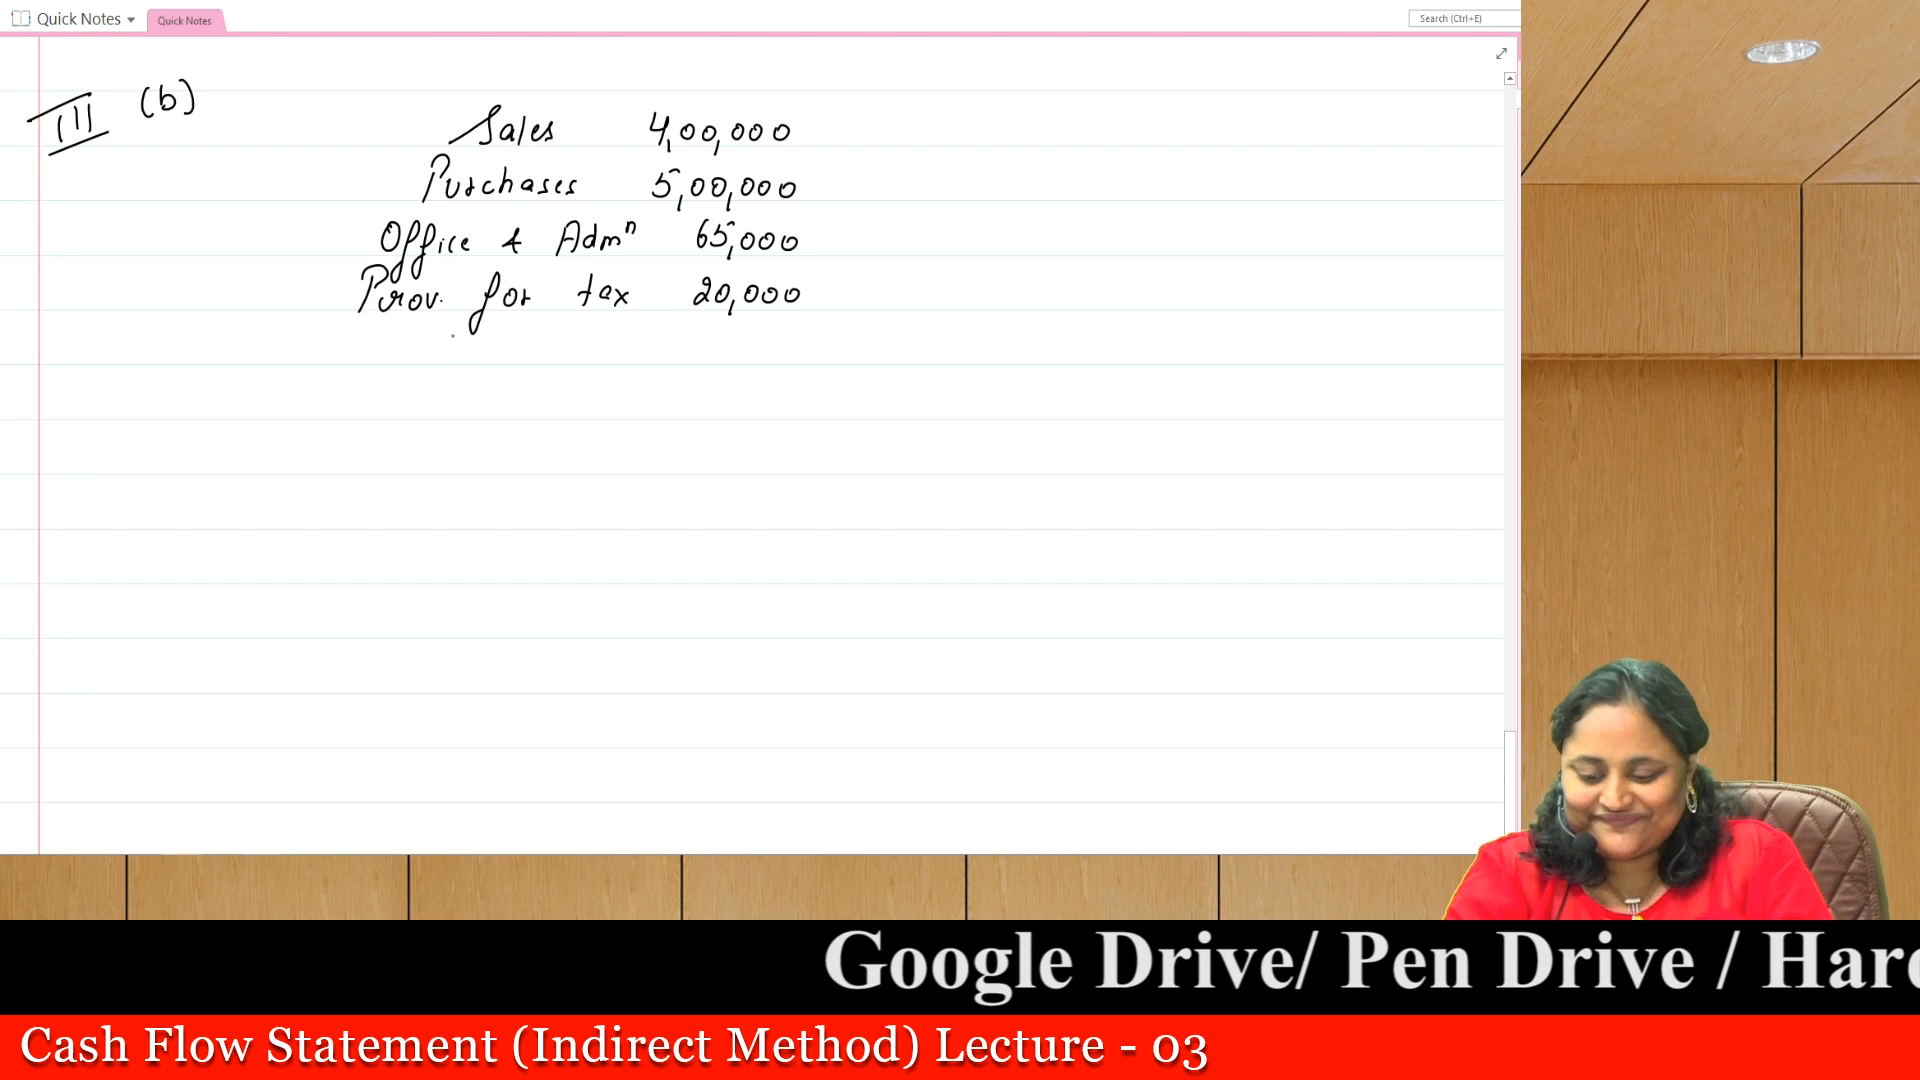 Quick Notes
Quick Notes
Search (Ctrl+E)
III (b)
Sales 4,00,000
Purchases 5,00,000
Office & Admⁿ 65,000
Prov. for tax 20,000
Google Drive/ Pen Drive / Hard
Cash Flow Statement (Indirect Method) Lecture - 03